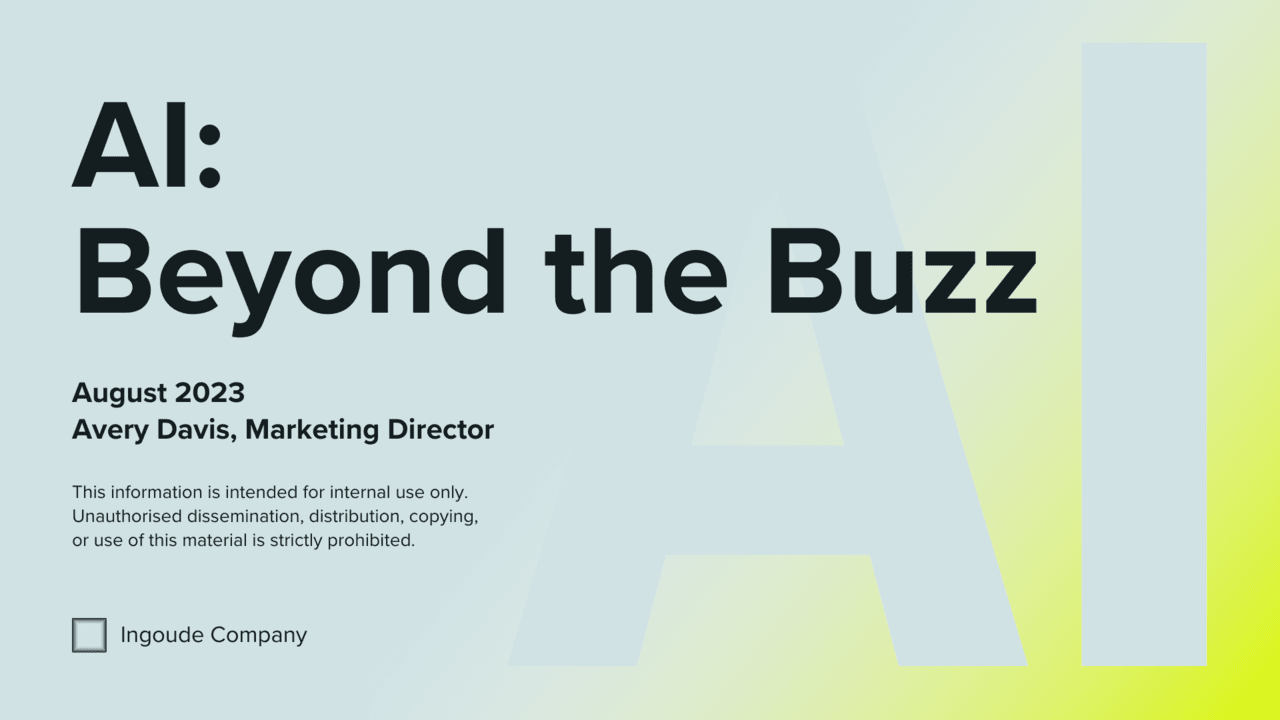 AI:
Beyond the Buzz
August 2023
Avery Davis, Marketing Director
This information is intended for internal use only.
Unauthorised dissemination, distribution, copying,
or use of this material is strictly prohibited.
Ingoude Company
AI